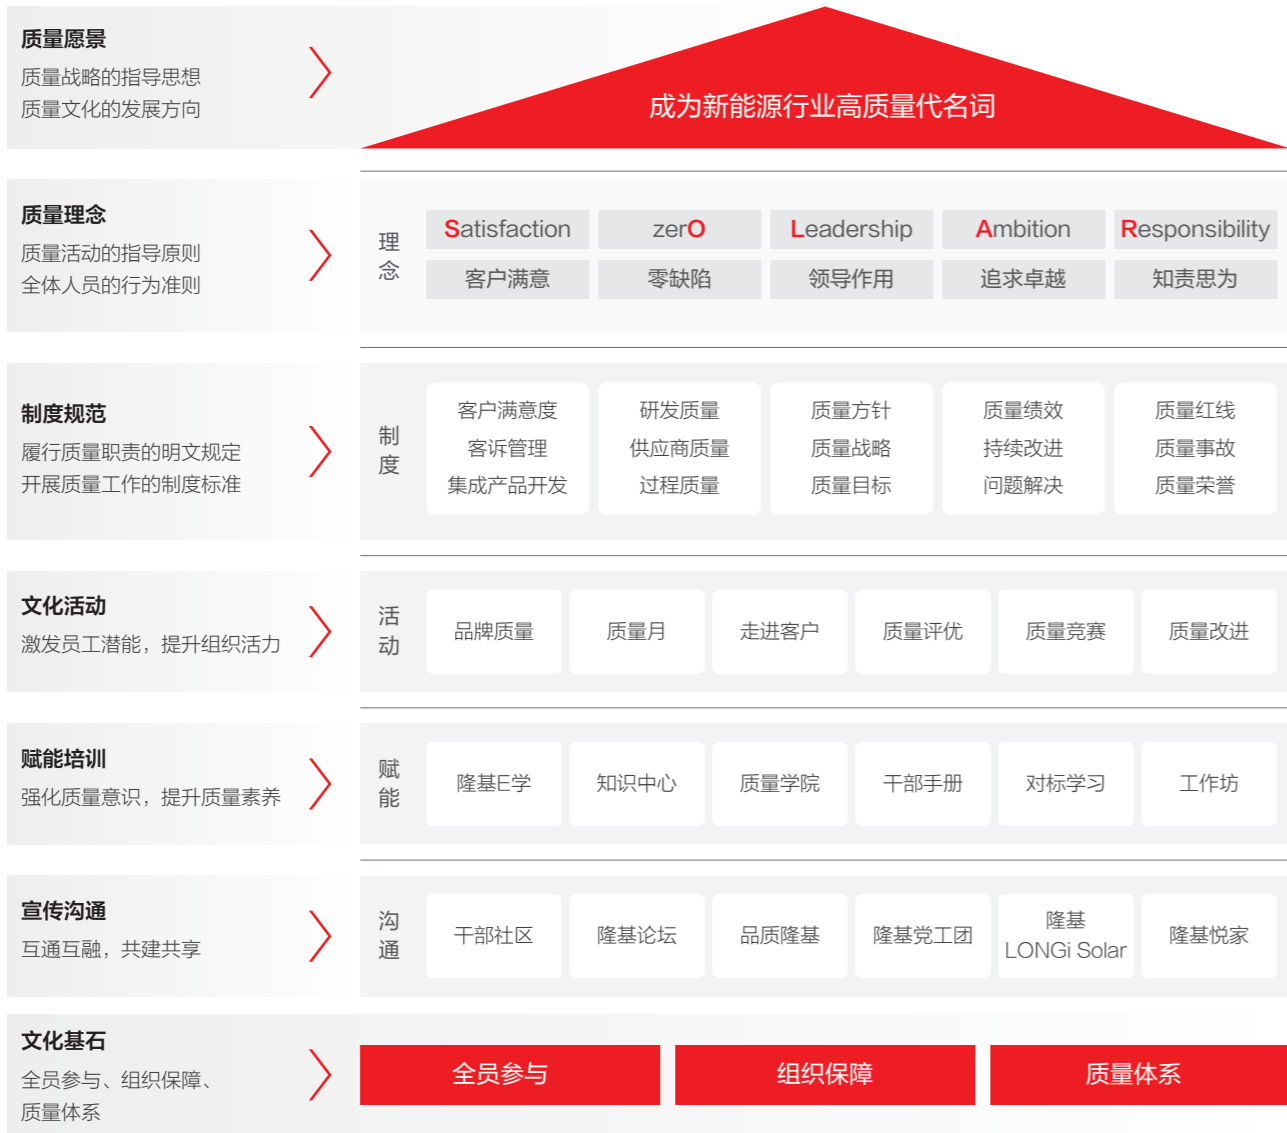 质量愿景
质量战略的指导思想
质量文化的发展方向
成为新能源行业高质量代名词
质量理念
质量活动的指导原则
全体人员的行为准则
理念
Satisfaction zerO Leadership Ambition Responsibility
客户满意 零缺陷 领导作用 追求卓越 知责思为
制度规范
履行质量职责的明文规定
开展质量工作的制度标准
制度
客户满意度 研发质量 质量方针 质量绩效 质量红线
客诉管理 供应商质量 质量战略 持续改进 质量事故
集成产品开发 过程质量 质量目标 问题解决 质量荣誉
文化活动
激发员工潜能，提升组织活力
活动
品牌质量 质量月 走进客户 质量评优 质量竞赛 质量改进
赋能培训
强化质量意识，提升质量素养
赋能
隆基E学 知识中心 质量学院 干部手册 对标学习 工作坊
宣传沟通
互通互融，共建共享
沟通
干部社区 隆基论坛 品质隆基 隆基党工团 隆基 LONGi Solar 隆基悦家
文化基石
全员参与、组织保障、
质量体系
全员参与 组织保障 质量体系